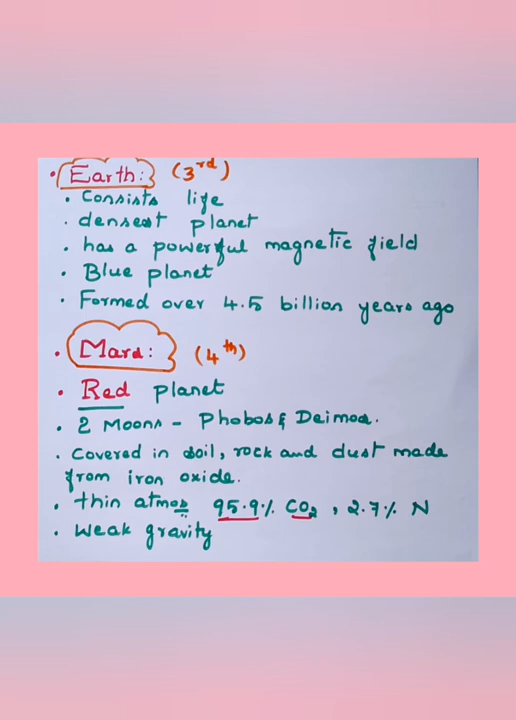 • Earth: (3rd)
• Consists life
• densest planet
• has a powerful magnetic field
• Blue planet
• Formed over 4.5 billion years ago
• Mars: (4th)
• Red planet
• 2 Moons - Phobos & Deimos.
• Covered in soil, rock and dust made
from iron oxide.
• thin atmos 95.9% CO2, 2.7% N
• Weak gravity